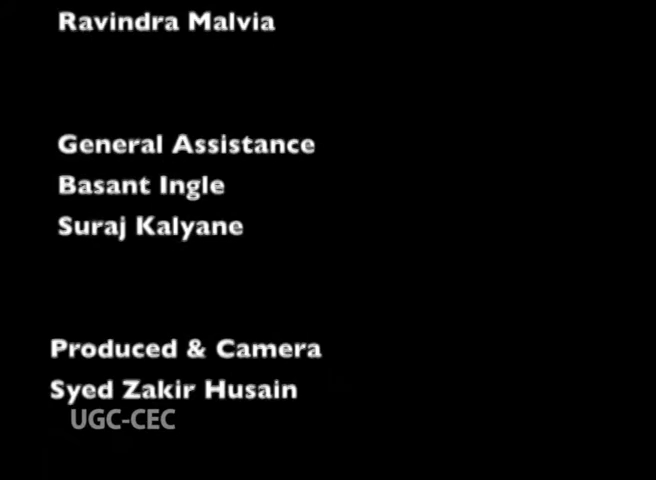 Ravindra Malvia
General Assistance
Basant Ingle
Suraj Kalyane
Produced & Camera
Syed Zakir Husain
UGC-CEC